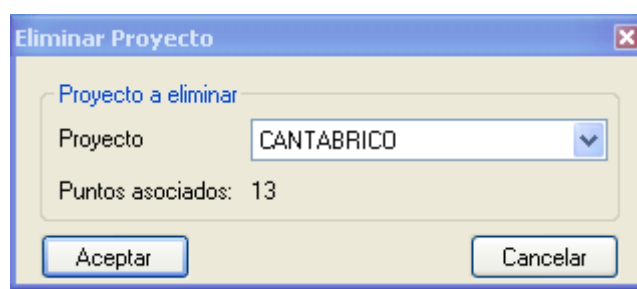 Eliminar Proyecto
Proyecto a eliminar
Proyecto CANTABRICO
Puntos asociados: 13
Aceptar Cancelar